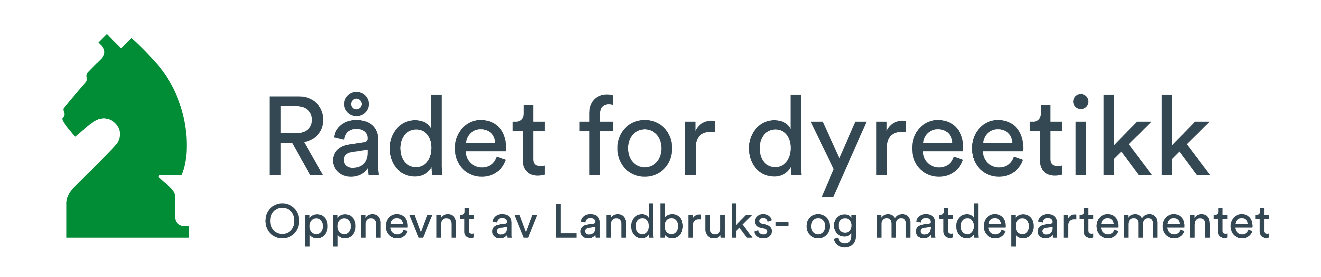 Rådet for dyreetikk
Oppnevnt av Landbruks- og matdepartementet